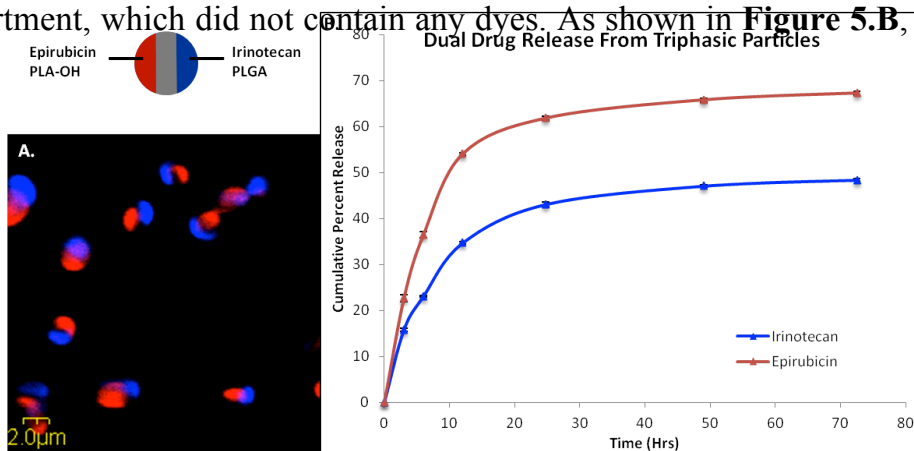 rtment, which did not contain any dyes. As shown in Figure 5.B,
Epirubicin
PLA-OH
Irinotecan
PLGA
A.
2.0µm
B
Dual Drug Release From Triphasic Particles
Cumulative Percent Release
80
70
60
50
40
30
20
10
0
0 10 20 30 40 50 60 70 80
Time (Hrs)
Irinotecan
Epirubicin